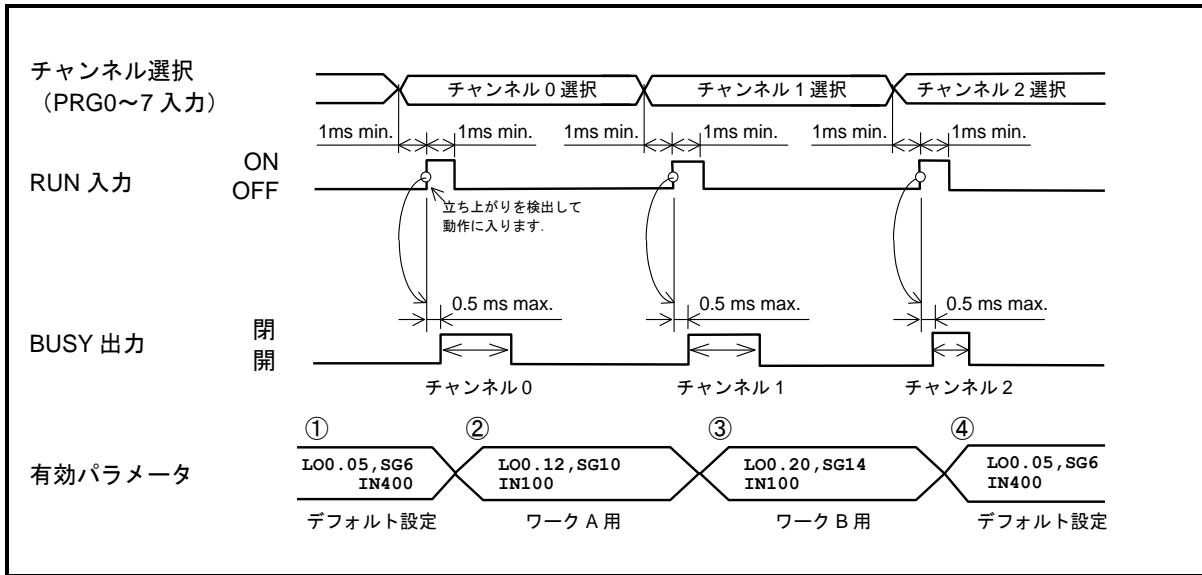 チャンネル選択
(PRG0～7 入力)
チャンネル 0 選択
チャンネル 1 選択
チャンネル 2 選択
1ms min.
1ms min.
1ms min.
1ms min.
1ms min.
1ms min.
RUN 入力
ON
OFF
立ち上がりを検出して
動作に入ります.
0.5 ms max.
0.5 ms max.
0.5 ms max.
BUSY 出力
閉
開
チャンネル 0
チャンネル 1
チャンネル 2
①
②
③
④
有効パラメータ
LO0.05,SG6
IN400
LO0.12,SG10
IN100
LO0.20,SG14
IN100
LO0.05,SG6
IN400
デフォルト設定
ワーク A 用
ワーク B 用
デフォルト設定